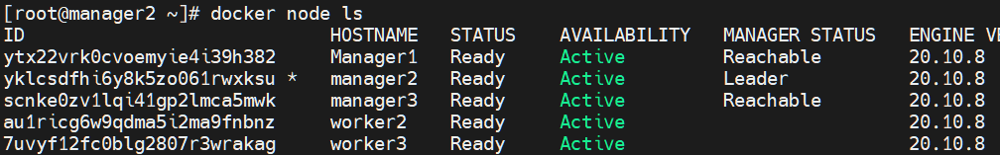 [root@manager2 ~]# docker node ls
ID HOSTNAME STATUS AVAILABILITY MANAGER STATUS ENGINE VE
ytx22vrk0cvoemyie4i39h382 Manager1 Ready Active Reachable 20.10.8
yklcsdfhi6y8k5zo061rwxksu * manager2 Ready Active Leader 20.10.8
scnke0zv1lqi41gp2lmca5mwk manager3 Ready Active Reachable 20.10.8
au1ricg6w9qdma5i2ma9fnbnz worker2 Ready Active 20.10.8
7uvyf12fc0blg2807r3wrakag worker3 Ready Active 20.10.8